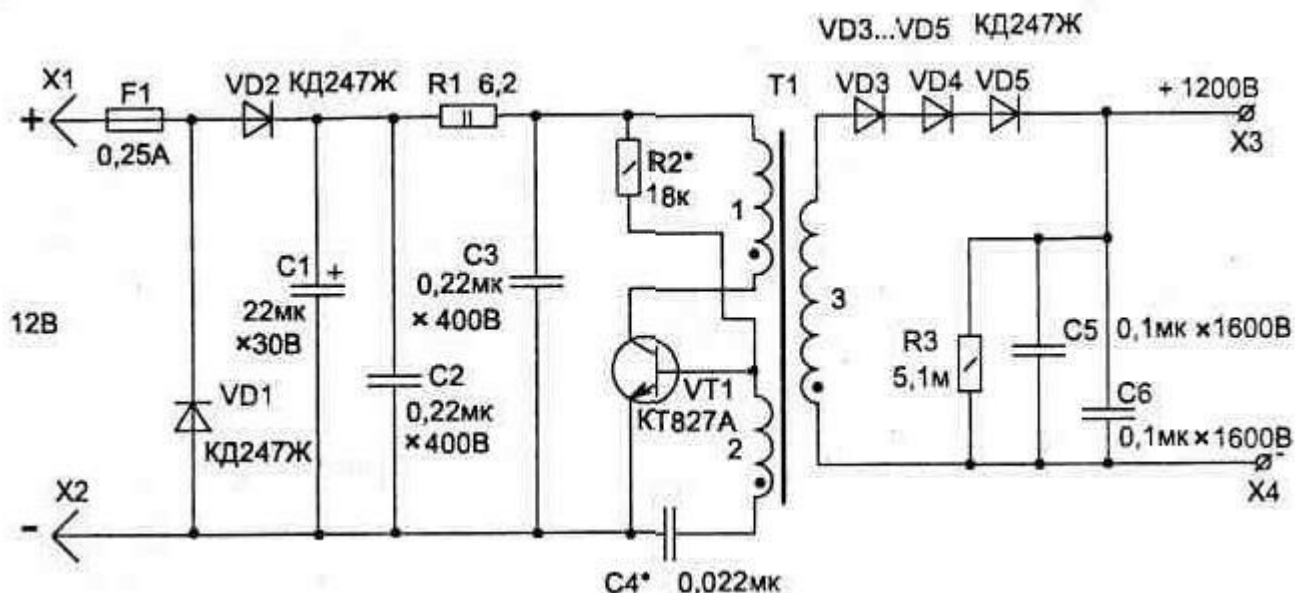 VD3...VD5 КД247Ж
X1
F1
VD2 КД247Ж
R1 6,2
T1
VD3 VD4 VD5
+ 1200В
+
0,25А
X3
R2*
18к
1
C1 +
22мк
×30В
C3
0,22мк
×400В
3
12В
R3
5,1м
C5
0,1мк ×1600В
C2
0,22мк
×400В
VD1
КД247Ж
VT1
КТ827А
2
C6
0,1мк ×1600В
X2
-
-
X4
C4* 0,022мк